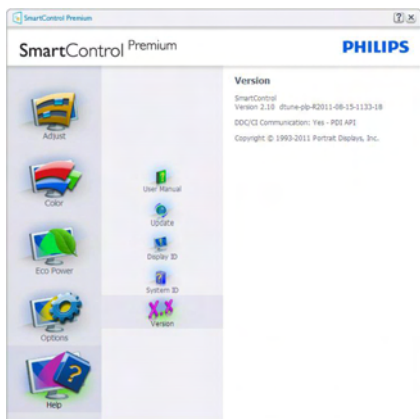 SmartControl Premium
SmartControl Premium
PHILIPS
Adjust
Color
Eco Power
Options
Help
User Manual
Update
Display ID
System ID
X.X
Version
Version
SmartControl
Version 2.10 dtune-plp-R2011-08-15-1133-18
DDC/CI Communication: Yes - PDI API
Copyright © 1993-2011 Portrait Displays, Inc.